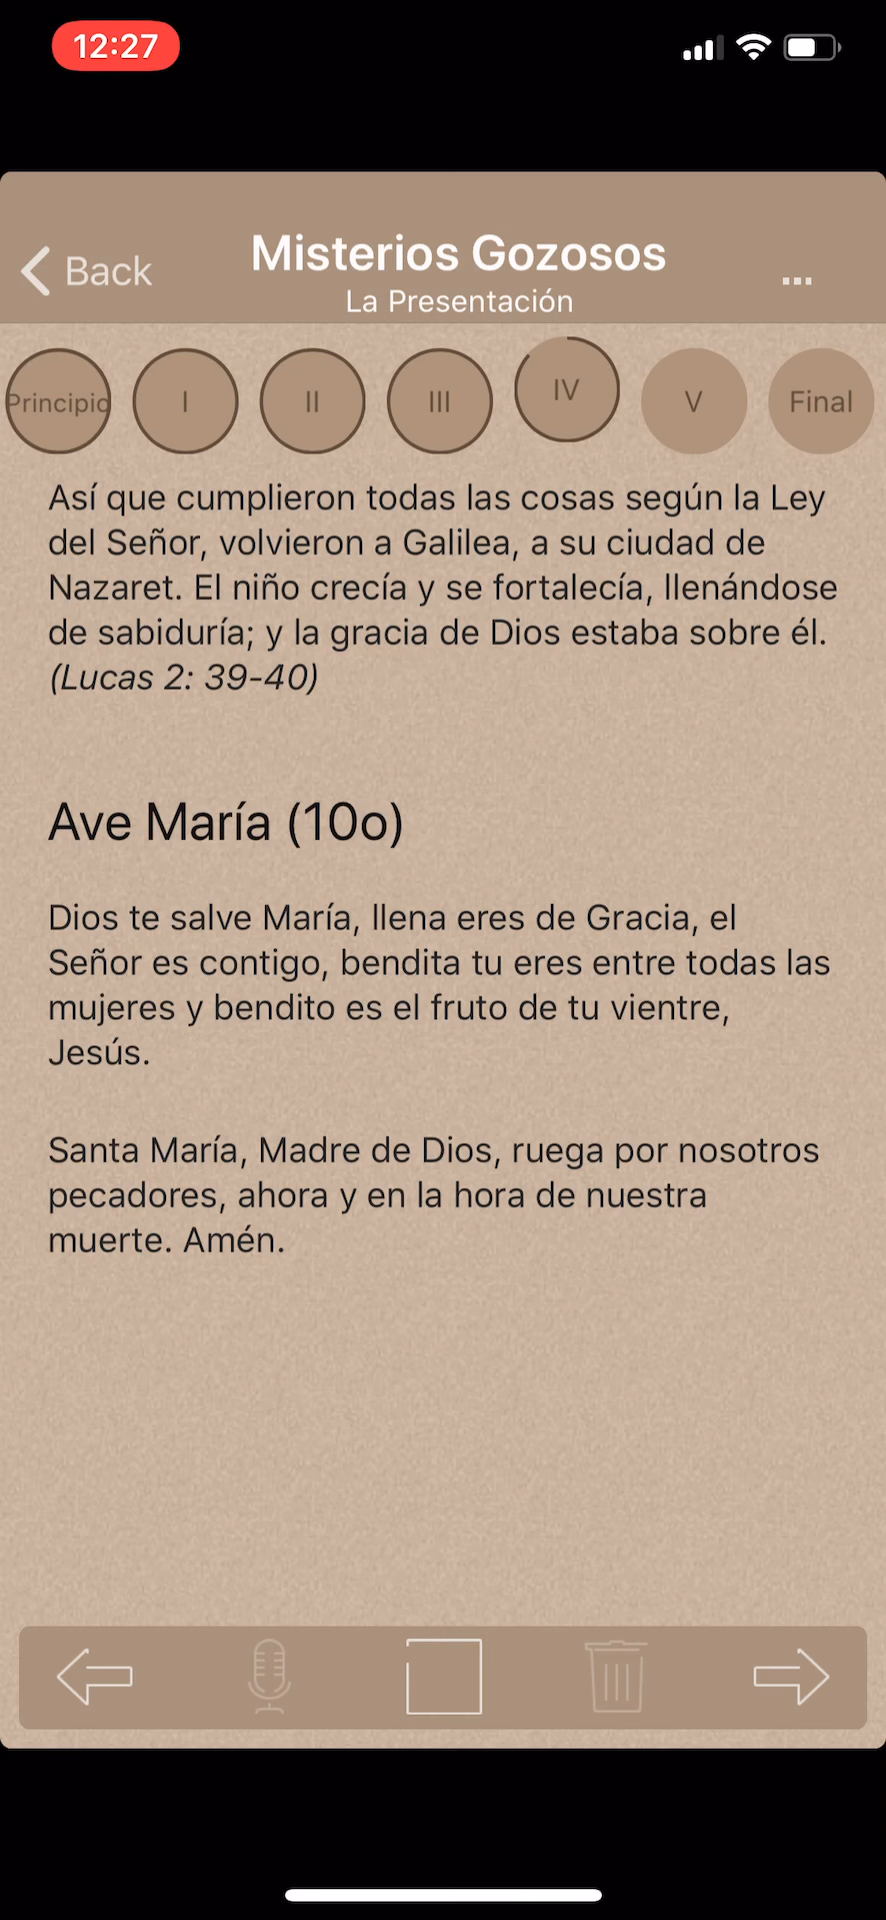 12:27
Back
Misterios Gozosos
...
La Presentación
Principio
I
II
III
IV
V
Final
Así que cumplieron todas las cosas según la Ley
del Señor, volvieron a Galilea, a su ciudad de
Nazaret. El niño crecía y se fortalecía, llenándose
de sabiduría; y la gracia de Dios estaba sobre él.
(Lucas 2: 39-40)
Ave María (10o)
Dios te salve María, llena eres de Gracia, el
Señor es contigo, bendita tu eres entre todas las
mujeres y bendito es el fruto de tu vientre,
Jesús.
Santa María, Madre de Dios, ruega por nosotros
pecadores, ahora y en la hora de nuestra
muerte. Amén.